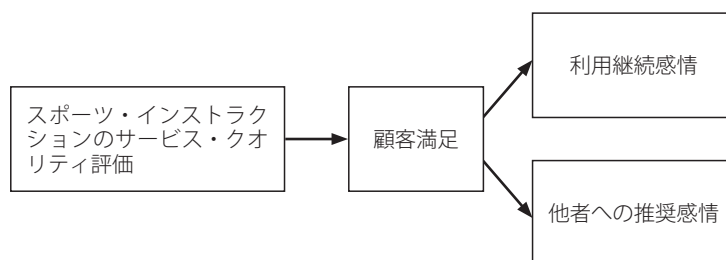 スポーツ・インストラク
ションのサービス・クオ
リティ評価
顧客満足
利用継続感情
他者への推奨感情